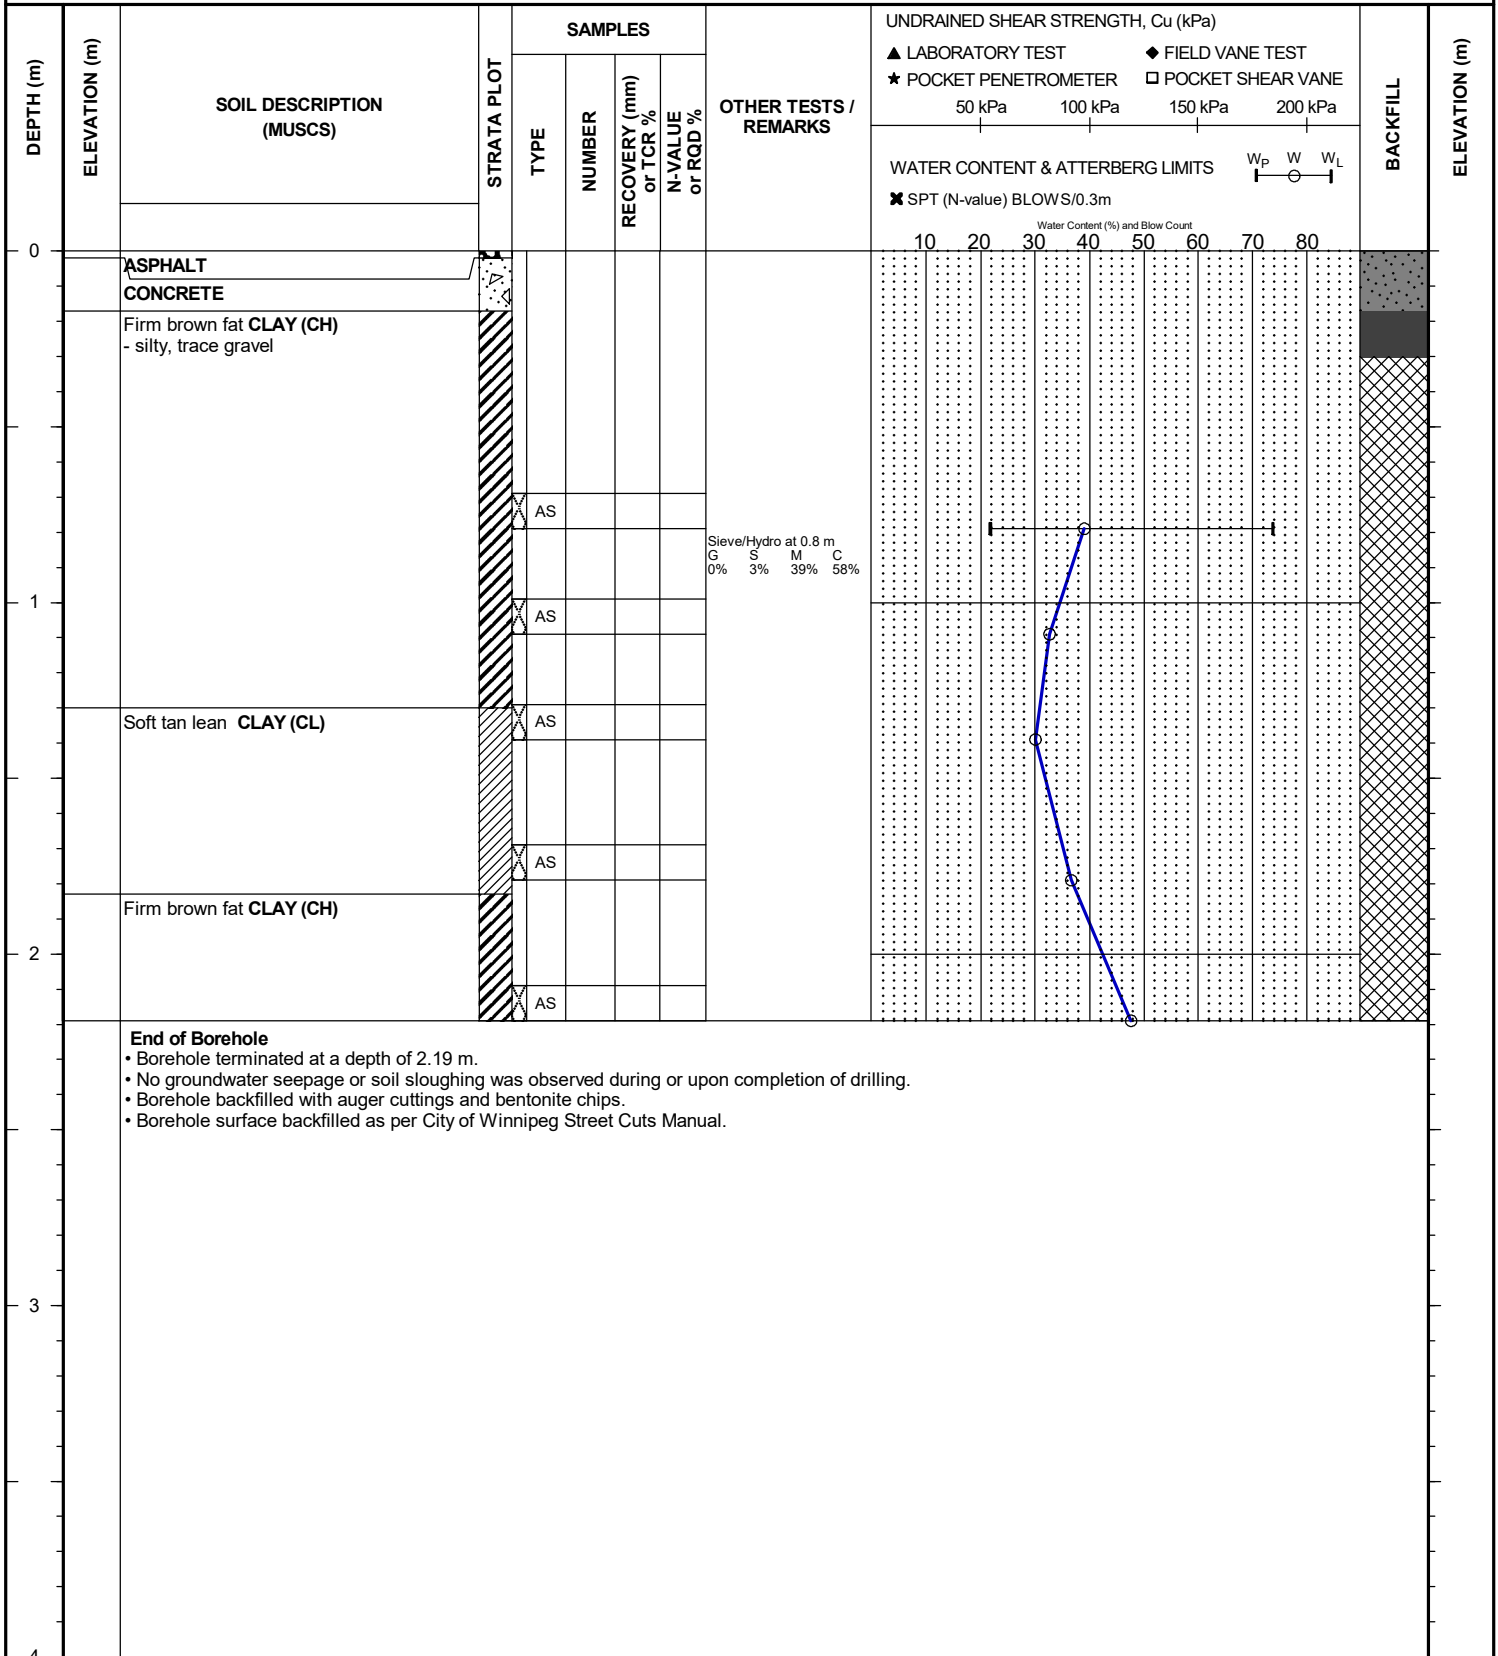 DEPTH (m)
ELEVATION (m)
SOIL DESCRIPTION
(MUSCS)
STRATA PLOT
SAMPLES
TYPE
NUMBER
RECOVERY (mm)
or TCR %
N-VALUE
or RQD %
OTHER TESTS /
REMARKS
UNDRAINED SHEAR STRENGTH, Cu (kPa)
▲ LABORATORY TEST ◆ FIELD VANE TEST
★ POCKET PENETROMETER □ POCKET SHEAR VANE
50 kPa 100 kPa 150 kPa 200 kPa
WATER CONTENT & ATTERBERG LIMITS
WP W WL
✖ SPT (N-value) BLOWS/0.3m
Water Content (%) and Blow Count
10 20 30 40 50 60 70 80
BACKFILL
ELEVATION (m)
0
ASPHALT
CONCRETE
Firm brown fat CLAY (CH)
- silty, trace gravel
AS
Sieve/Hydro at 0.8 m
G S M C
0% 3% 39% 58%
1
AS
Soft tan lean CLAY (CL)
AS
AS
Firm brown fat CLAY (CH)
2
AS
End of Borehole
• Borehole terminated at a depth of 2.19 m.
• No groundwater seepage or soil sloughing was observed during or upon completion of drilling.
• Borehole backfilled with auger cuttings and bentonite chips.
• Borehole surface backfilled as per City of Winnipeg Street Cuts Manual.
3
4